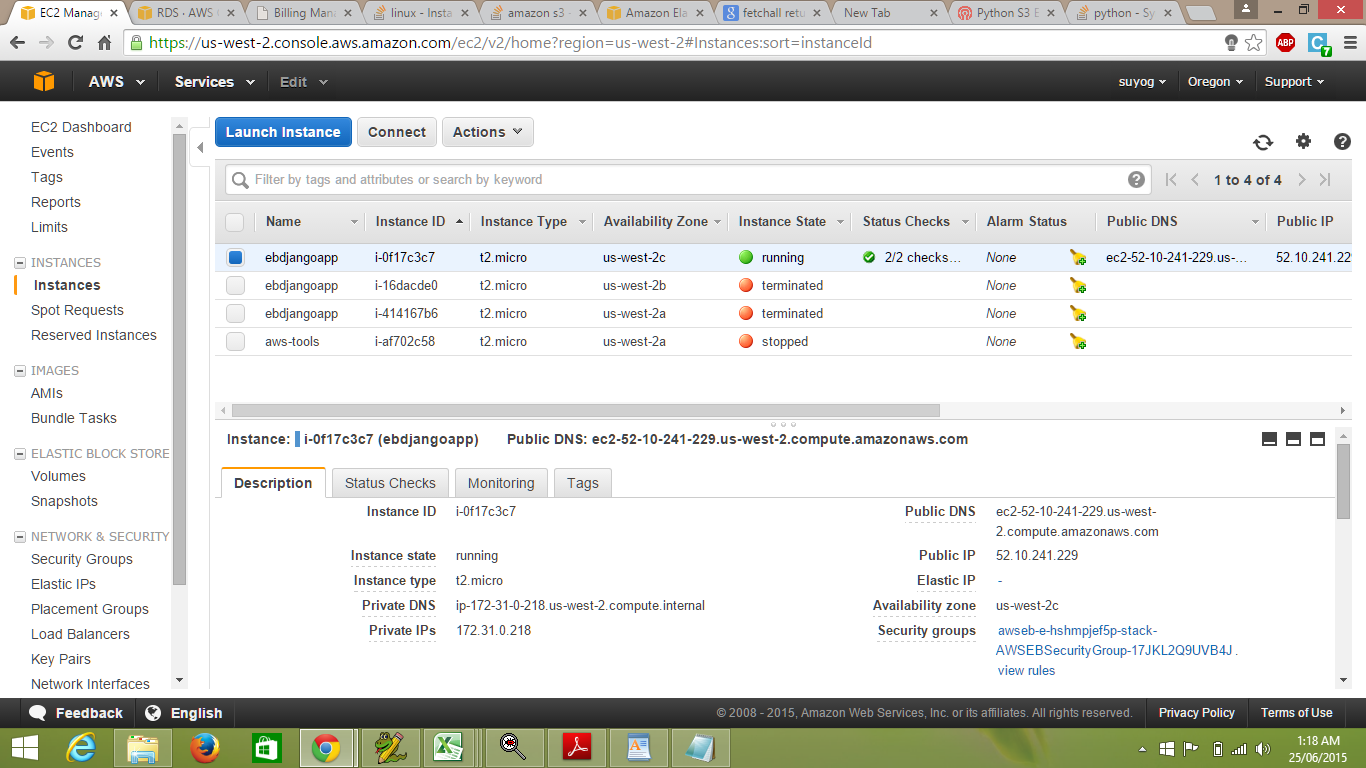 EC2 Manag
RDS · AWS
Billing Man
linux - Insta
amazon s3 -
Amazon Ela
fetchall retu
New Tab
Python S3 E
python - Sy
https://us-west-2.console.aws.amazon.com/ec2/v2/home?region=us-west-2#Instances:sort=instanceId
ABP
C 7
AWS Services Edit suyog Oregon Support
EC2 Dashboard
Events
Tags
Reports
Limits
INSTANCES
Instances
Spot Requests
Reserved Instances
IMAGES
AMIs
Bundle Tasks
ELASTIC BLOCK STORE
Volumes
Snapshots
NETWORK & SECURITY
Security Groups
Elastic IPs
Placement Groups
Load Balancers
Key Pairs
Network Interfaces
Launch Instance Connect Actions
Filter by tags and attributes or search by keyword
1 to 4 of 4
Name Instance ID Instance Type Availability Zone Instance State Status Checks Alarm Status Public DNS Public IP
ebdjangoapp i-0f17c3c7 t2.micro us-west-2c running 2/2 checks… None ec2-52-10-241-229.us-… 52.10.241.229
ebdjangoapp i-16dacde0 t2.micro us-west-2b terminated None
ebdjangoapp i-414167b6 t2.micro us-west-2a terminated None
aws-tools i-af702c58 t2.micro us-west-2a stopped None
Instance: i-0f17c3c7 (ebdjangoapp) Public DNS: ec2-52-10-241-229.us-west-2.compute.amazonaws.com
Description Status Checks Monitoring Tags
Instance ID i-0f17c3c7
Instance state running
Instance type t2.micro
Private DNS ip-172-31-0-218.us-west-2.compute.internal
Private IPs 172.31.0.218
Public DNS ec2-52-10-241-229.us-west-
2.compute.amazonaws.com
Public IP 52.10.241.229
Elastic IP -
Availability zone us-west-2c
Security groups awseb-e-hshmpjef5p-stack-
AWSEBSecurityGroup-17JKL2Q9UVB4J .
view rules
Feedback English © 2008 - 2015, Amazon Web Services, Inc. or its affiliates. All rights reserved. Privacy Policy Terms of Use
1:18 AM
25/06/2015